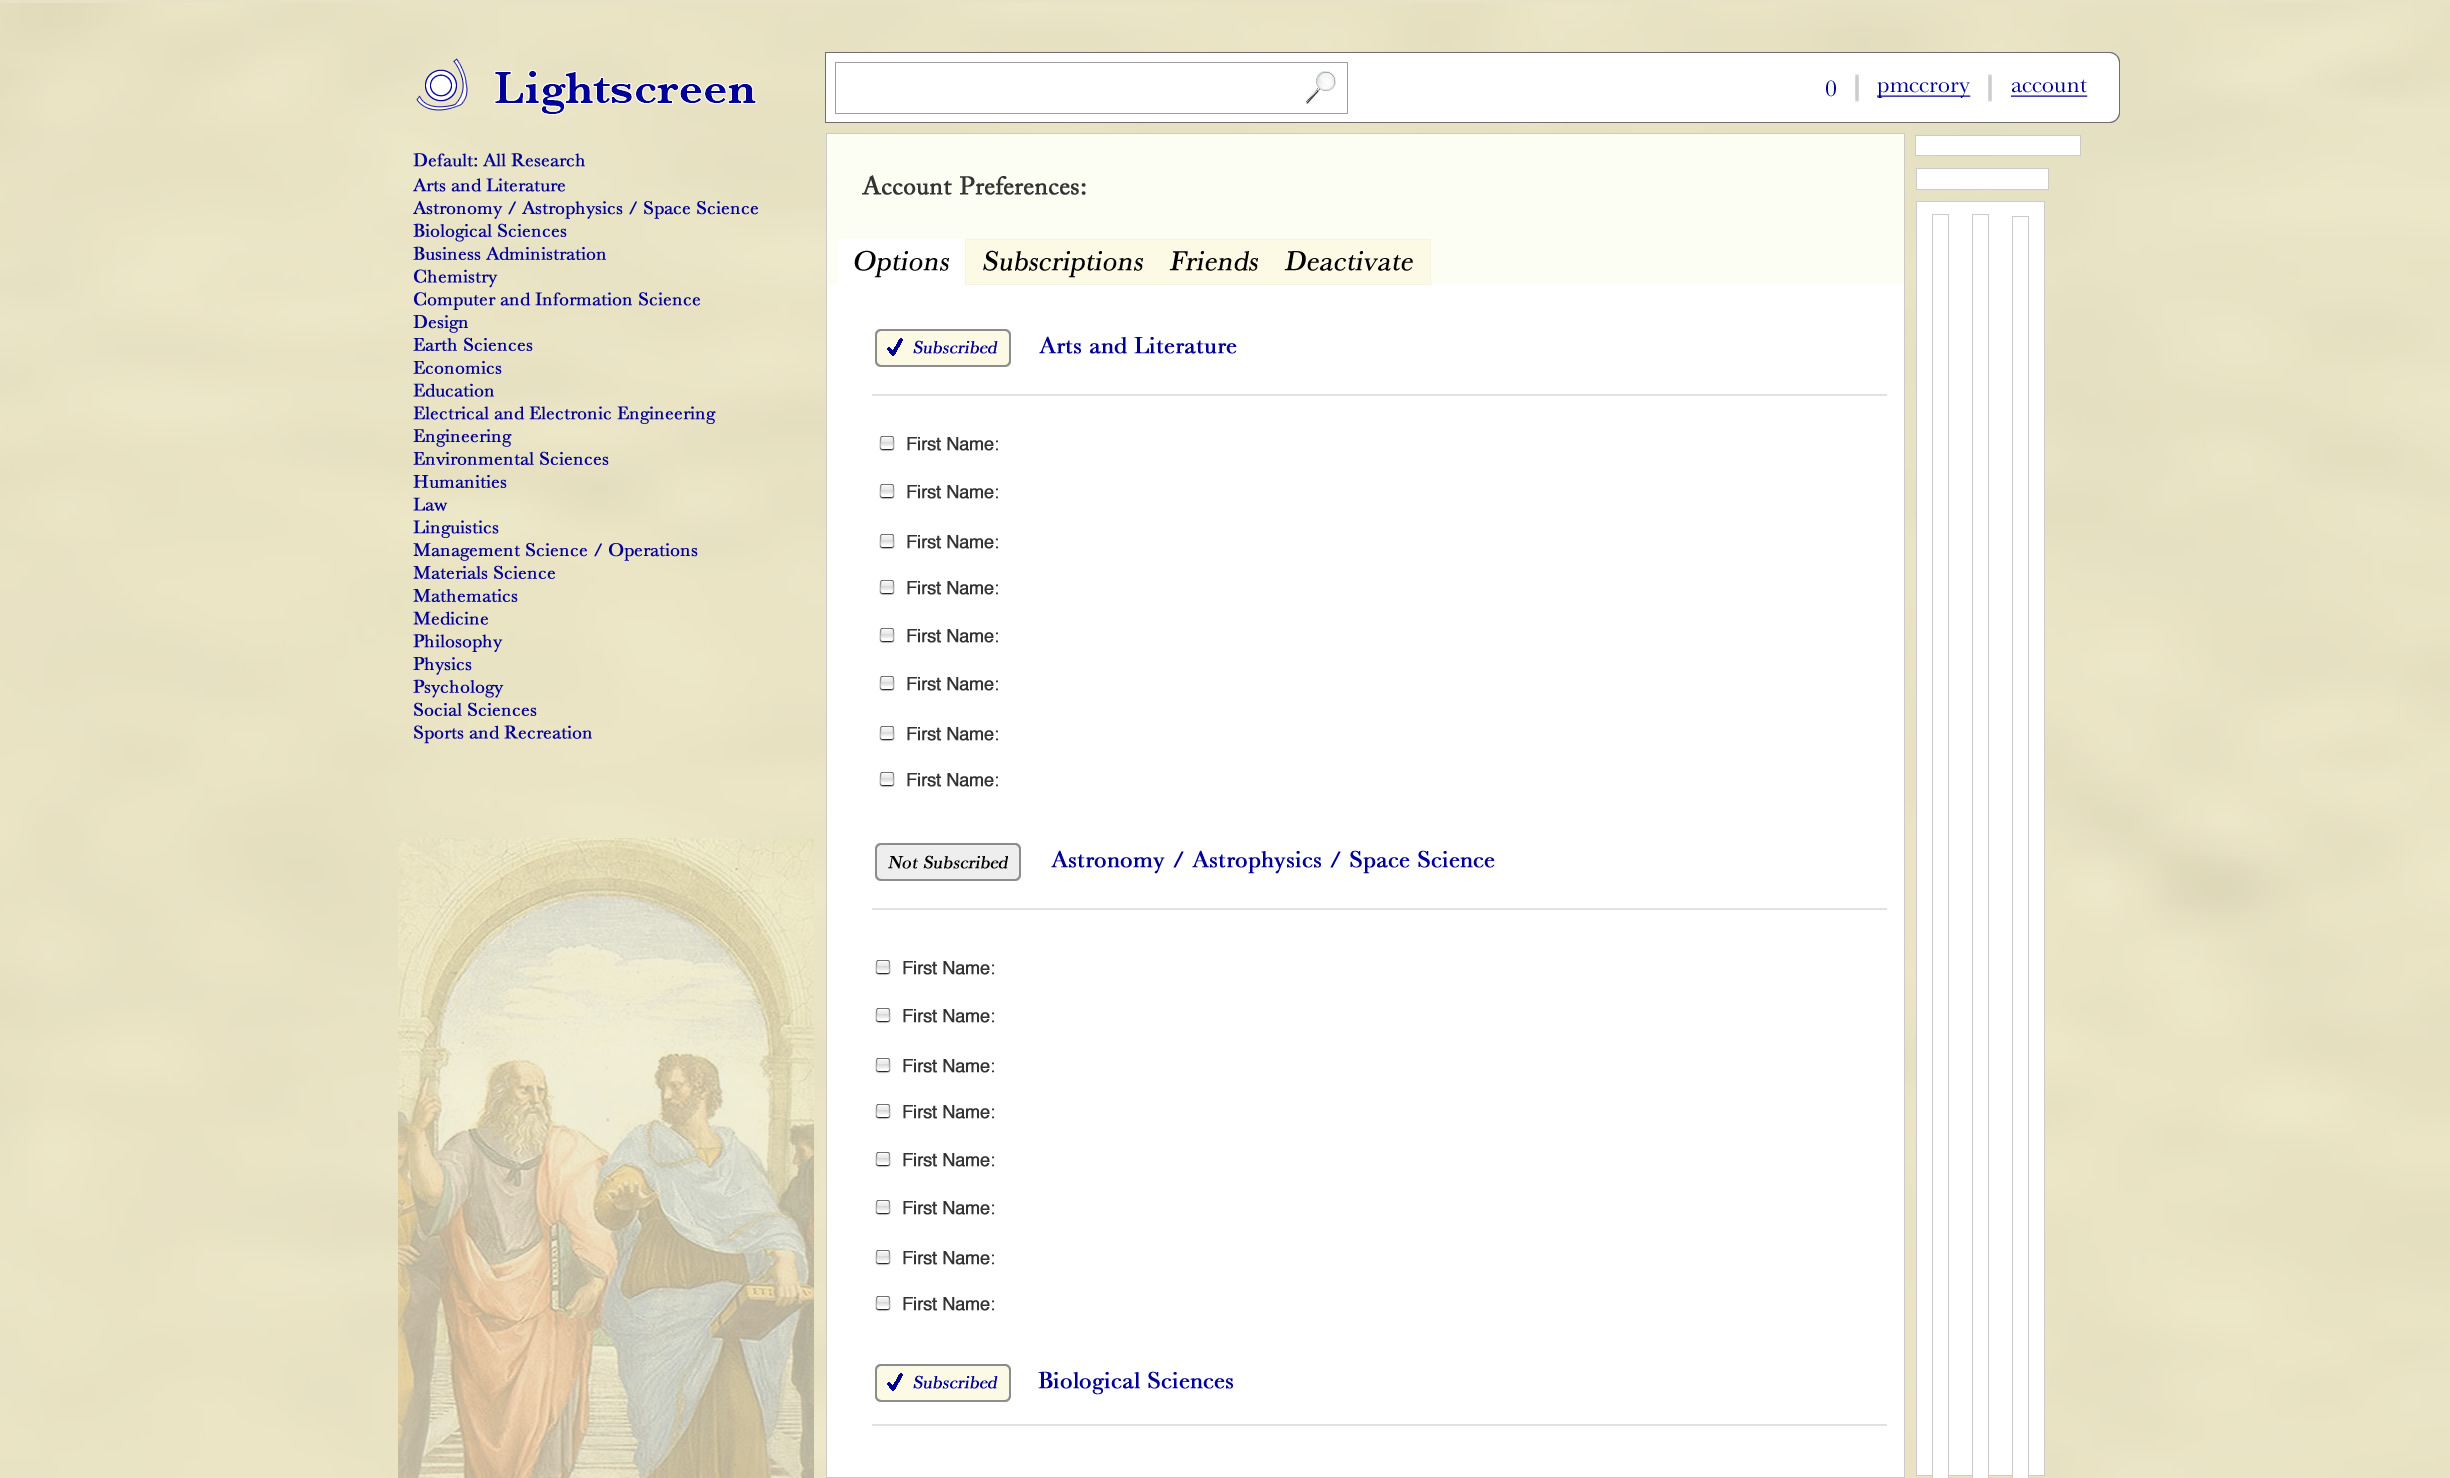 Lightscreen
0 | pmccrory | account
Default: All Research
Arts and Literature
Astronomy / Astrophysics / Space Science
Biological Sciences
Business Administration
Chemistry
Computer and Information Science
Design
Earth Sciences
Economics
Education
Electrical and Electronic Engineering
Engineering
Environmental Sciences
Humanities
Law
Linguistics
Management Science / Operations
Materials Science
Mathematics
Medicine
Philosophy
Physics
Psychology
Social Sciences
Sports and Recreation
Account Preferences:
Options Subscriptions Friends Deactivate
Subscribed Arts and Literature
First Name:
First Name:
First Name:
First Name:
First Name:
First Name:
First Name:
First Name:
Not Subscribed Astronomy / Astrophysics / Space Science
First Name:
First Name:
First Name:
First Name:
First Name:
First Name:
First Name:
First Name:
Subscribed Biological Sciences